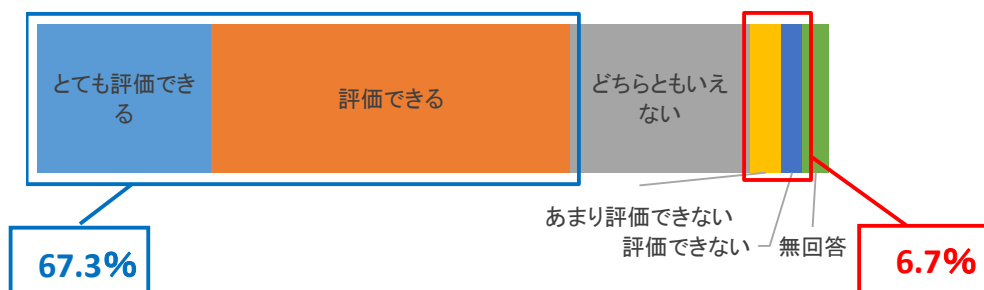 とても評価でき
る
評価できる
どちらともいえ
ない
あまり評価できない
評価できない
無回答
67.3%
6.7%